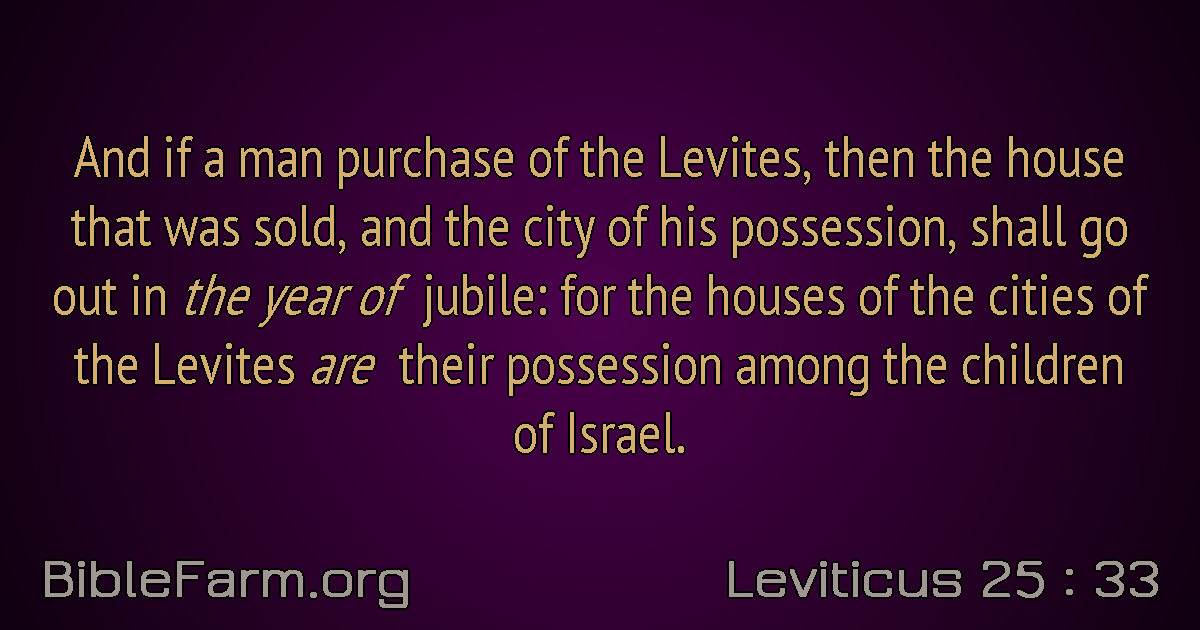 And if a man purchase of the Levites, then the house
that was sold, and the city of his possession, shall go
out in the year of jubile: for the houses of the cities of
the Levites are their possession among the children
of Israel.
BibleFarm.org
Leviticus 25 : 33